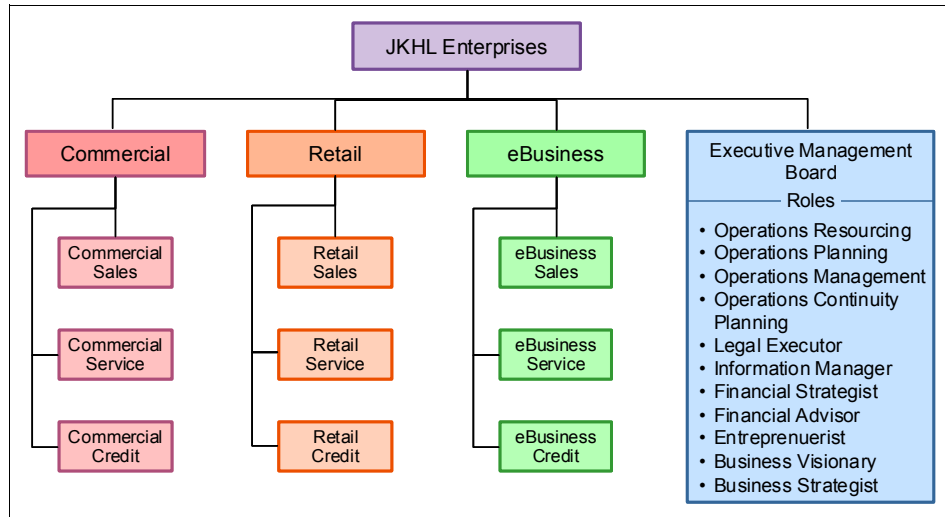 JKHL Enterprises
Commercial
Retail
eBusiness
Executive Management
Board
Roles
• Operations Resourcing
• Operations Planning
• Operations Management
• Operations Continuity
Planning
• Legal Executor
• Information Manager
• Financial Strategist
• Financial Advisor
• Entreprenuerist
• Business Visionary
• Business Strategist
Commercial
Sales
Retail
Sales
eBusiness
Sales
Commercial
Service
Retail
Service
eBusiness
Service
Commercial
Credit
Retail
Credit
eBusiness
Credit